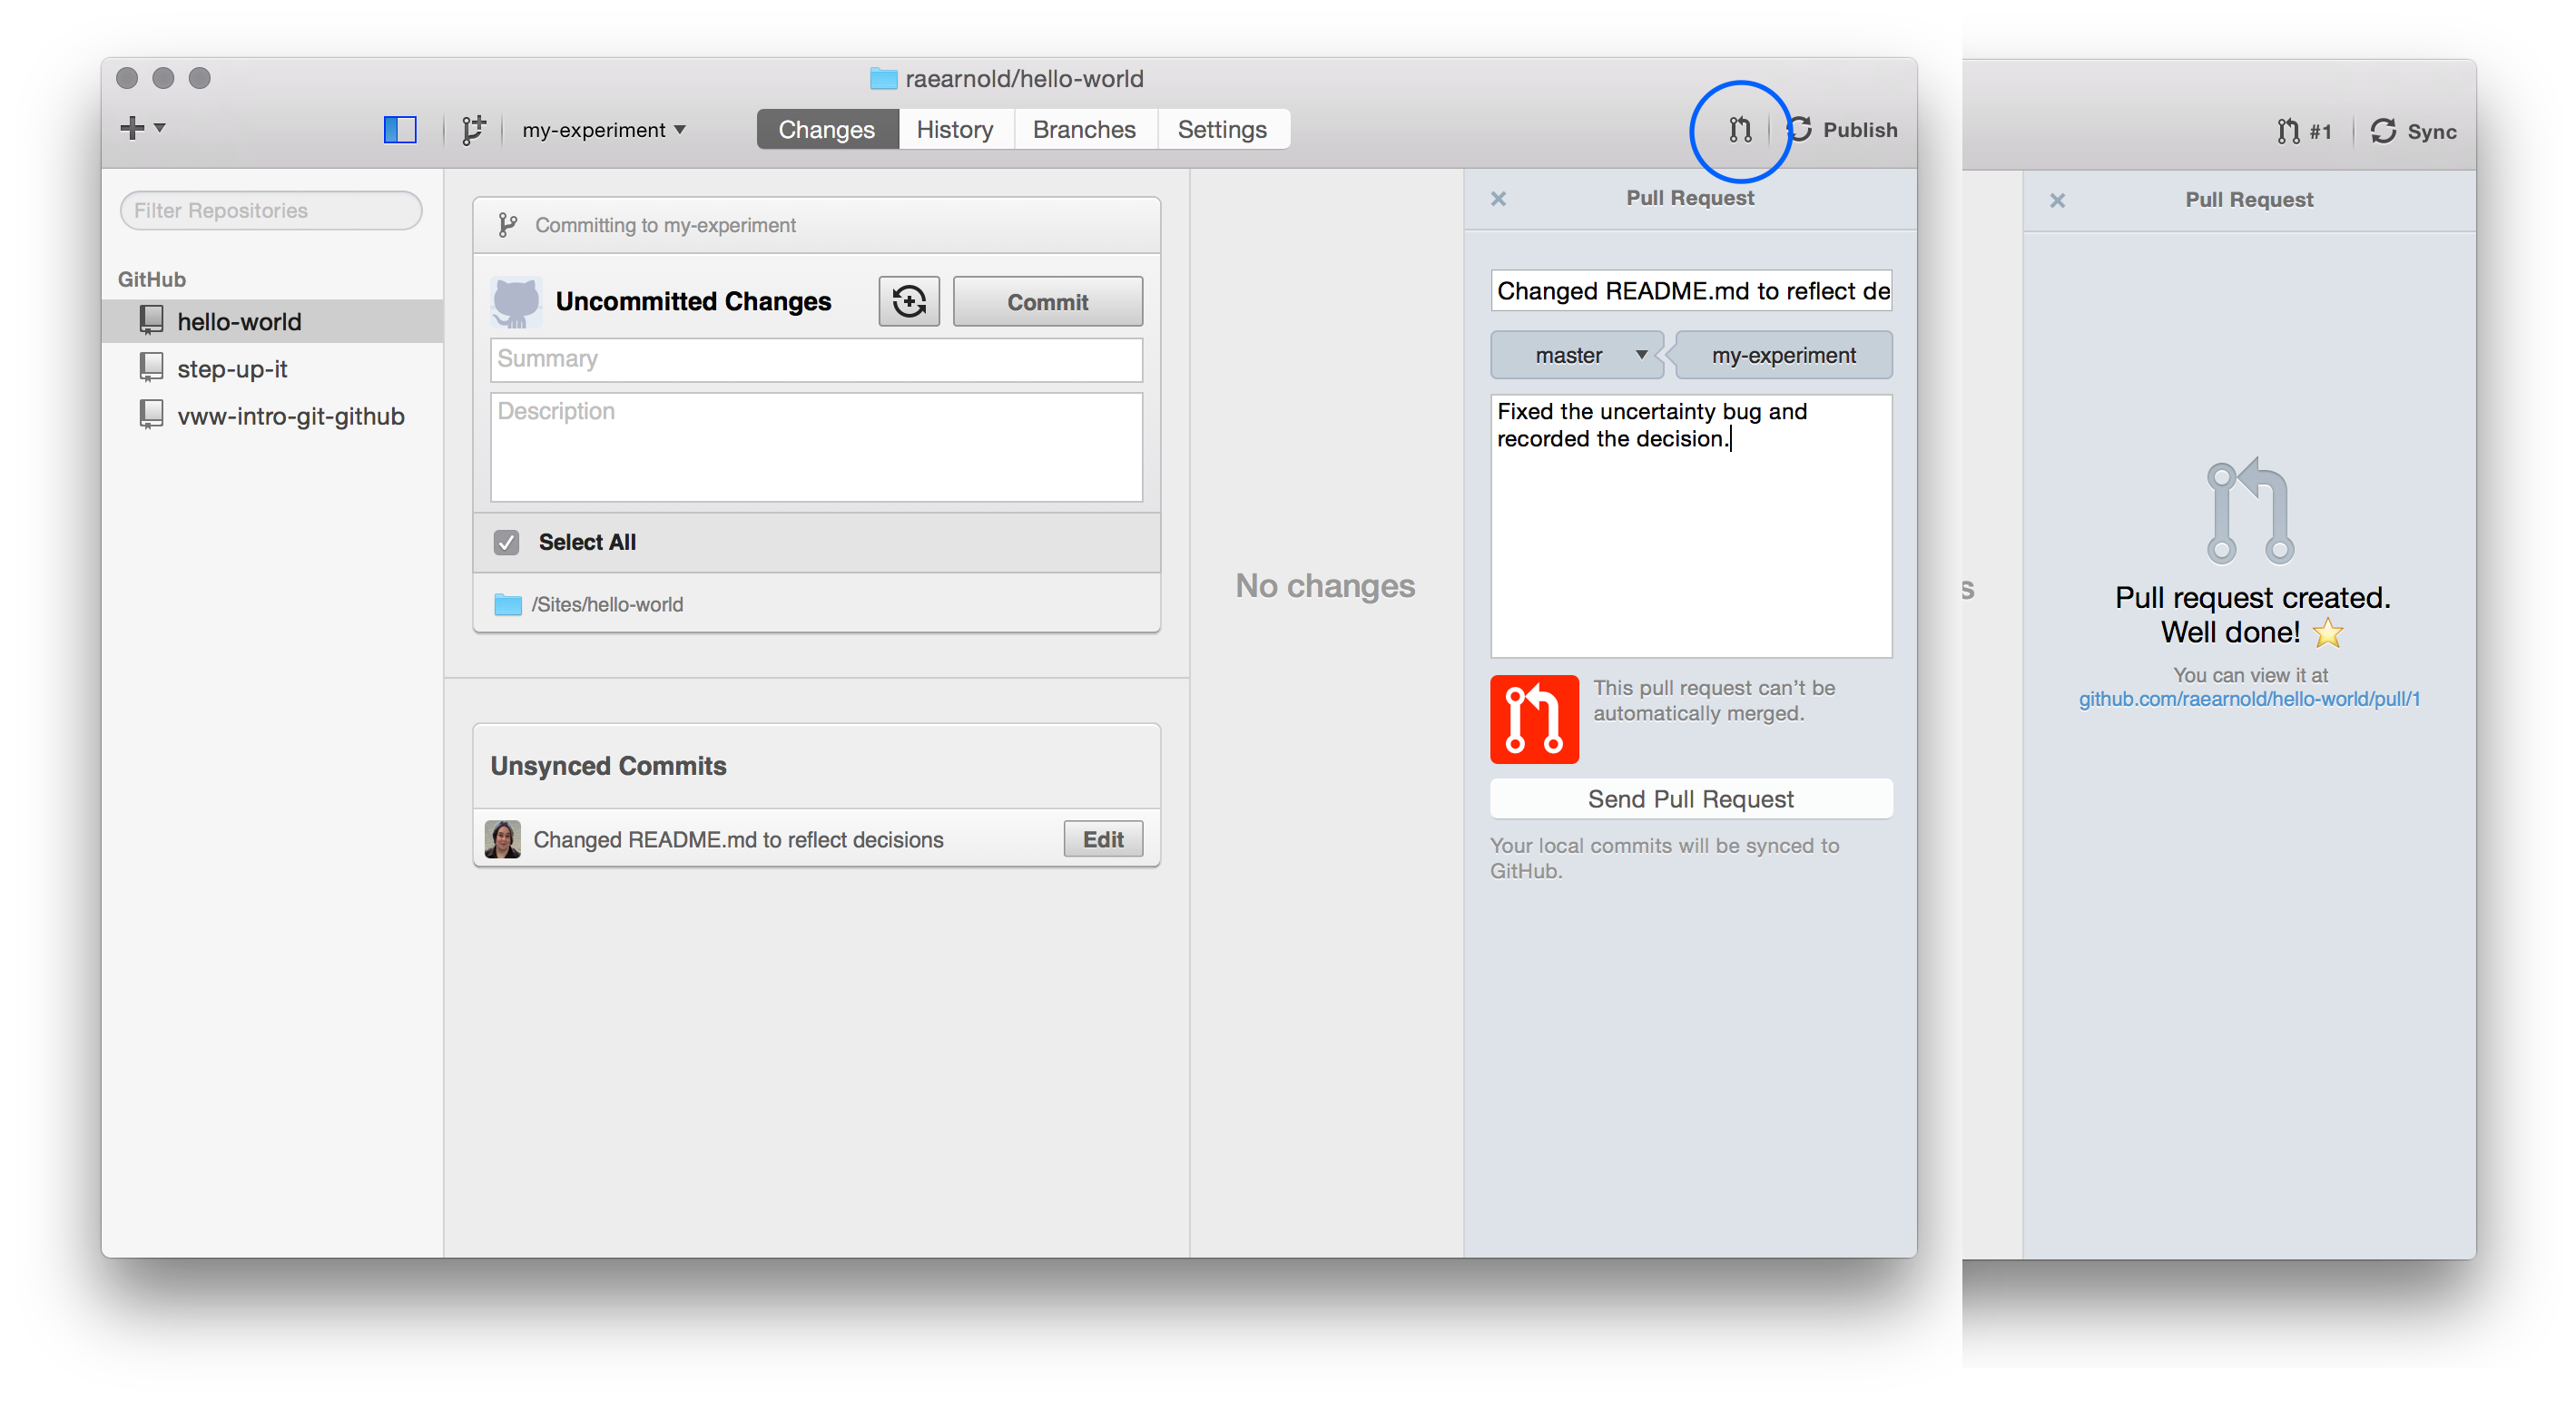 raearnold/hello-world
my-experiment
Changes
History
Branches
Settings
Publish
Filter Repositories
GitHub
hello-world
step-up-it
vww-intro-git-github
Committing to my-experiment
Uncommitted Changes
Commit
Summary
Description
Select All
/Sites/hello-world
Unsynced Commits
Changed README.md to reflect decisions
Edit
No changes
Pull Request
Changed README.md to reflect de
master
my-experiment
Fixed the uncertainty bug and
recorded the decision.
This pull request can't be
automatically merged.
Send Pull Request
Your local commits will be synced to
GitHub.
#1
Sync
Pull Request
s
Pull request created.
Well done!
You can view it at
github.com/raearnold/hello-world/pull/1